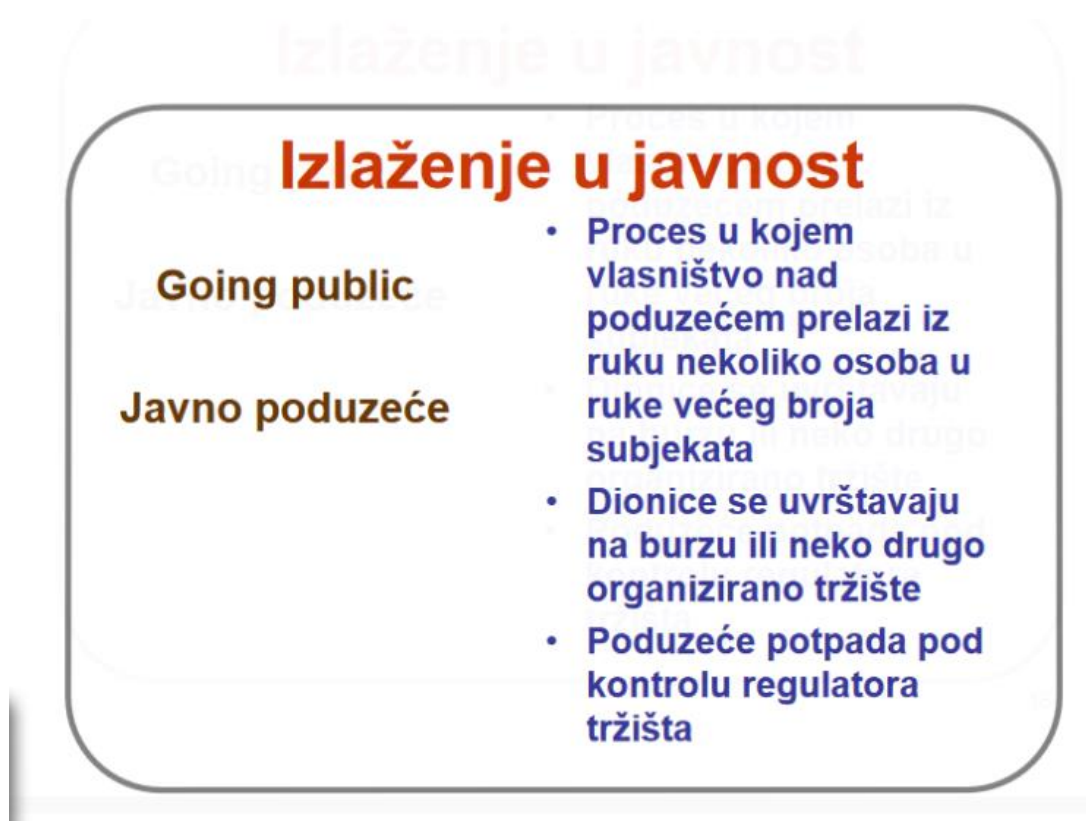 Izlaženje u javnost
Going public
Javno poduzeće
• Proces u kojem
vlasništvo nad
poduzećem prelazi iz
ruku nekoliko osoba u
ruke većeg broja
subjekata
• Dionice se uvrštavaju
na burzu ili neko drugo
organizirano tržište
• Poduzeće potpada pod
kontrolu regulatora
tržišta